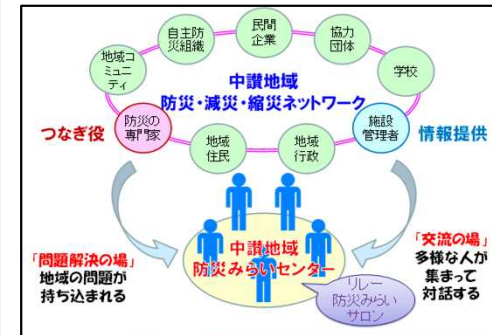 自主防
災組織
民間
企業
協力
団体
地域コ
ミュニ
ティ
学校
中讃地域
防災・減災・縮災ネットワーク
つなぎ役
防災の
専門家
地域
住民
地域
行政
施設
管理者
情報提供
「問題解決の場」
地域の問題が
持ち込まれる
中讃地域
防災みらいセンター
「交流の場」
多様な人が
集まって
対話する
リレー
防災みらい
サロン